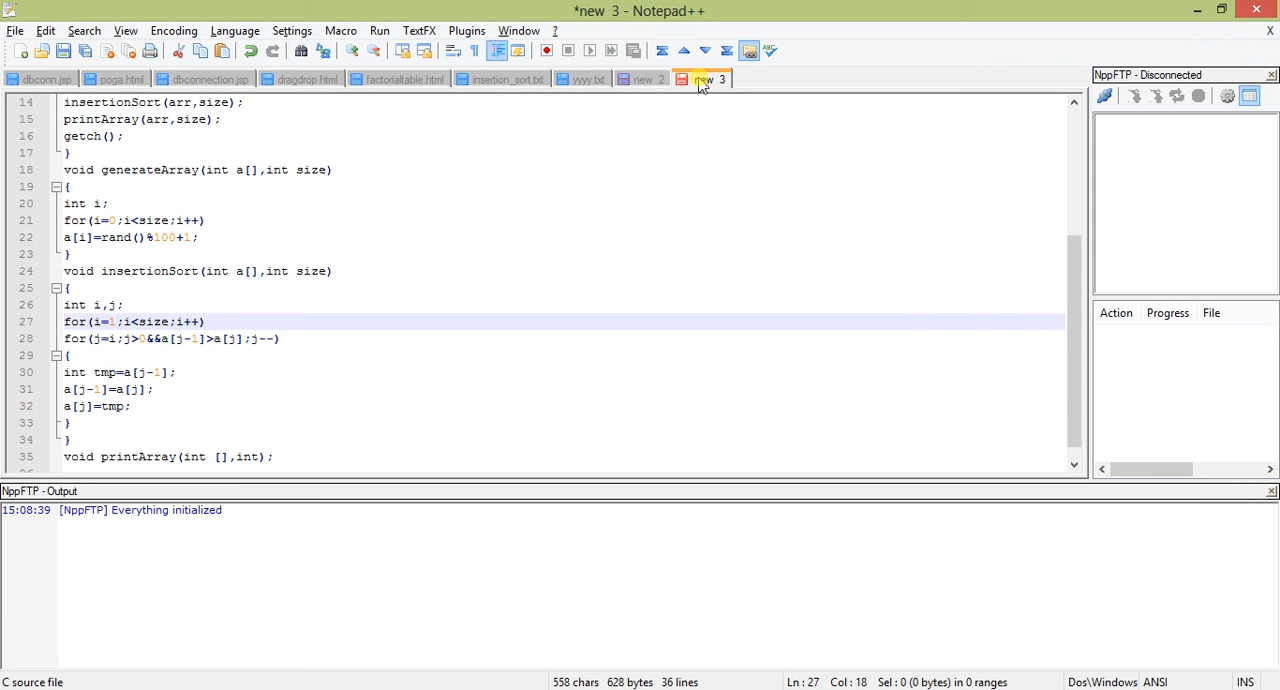 *new 3 - Notepad++
File Edit Search View Encoding Language Settings Macro Run TextFX Plugins Window ? X
dbconn.jsp poga.html dbconnection.jsp dragdrop.html factorialtable.html insertion_sort.txt yyyy.txt new 2 new 3
14 insertionSort(arr,size);
15 printArray(arr,size);
16 getch();
17 }
18 void generateArray(int a[],int size)
19 {
20 int i;
21 for(i=0;i<size;i++)
22 a[i]=rand()%100+1;
23 }
24 void insertionSort(int a[],int size)
25 {
26 int i,j;
27 for(i=1;i<size;i++)
28 for(j=i;j>0&&a[j-1]>a[j];j--)
29 {
30 int tmp=a[j-1];
31 a[j-1]=a[j];
32 a[j]=tmp;
33 }
34 }
35 void printArray(int [],int);
NppFTP - Disconnected
Action Progress File
NppFTP - Output
15:08:39 [NppFTP] Everything initialized
C source file 558 chars 628 bytes 36 lines Ln : 27 Col : 18 Sel : 0 (0 bytes) in 0 ranges Dos\Windows ANSI INS